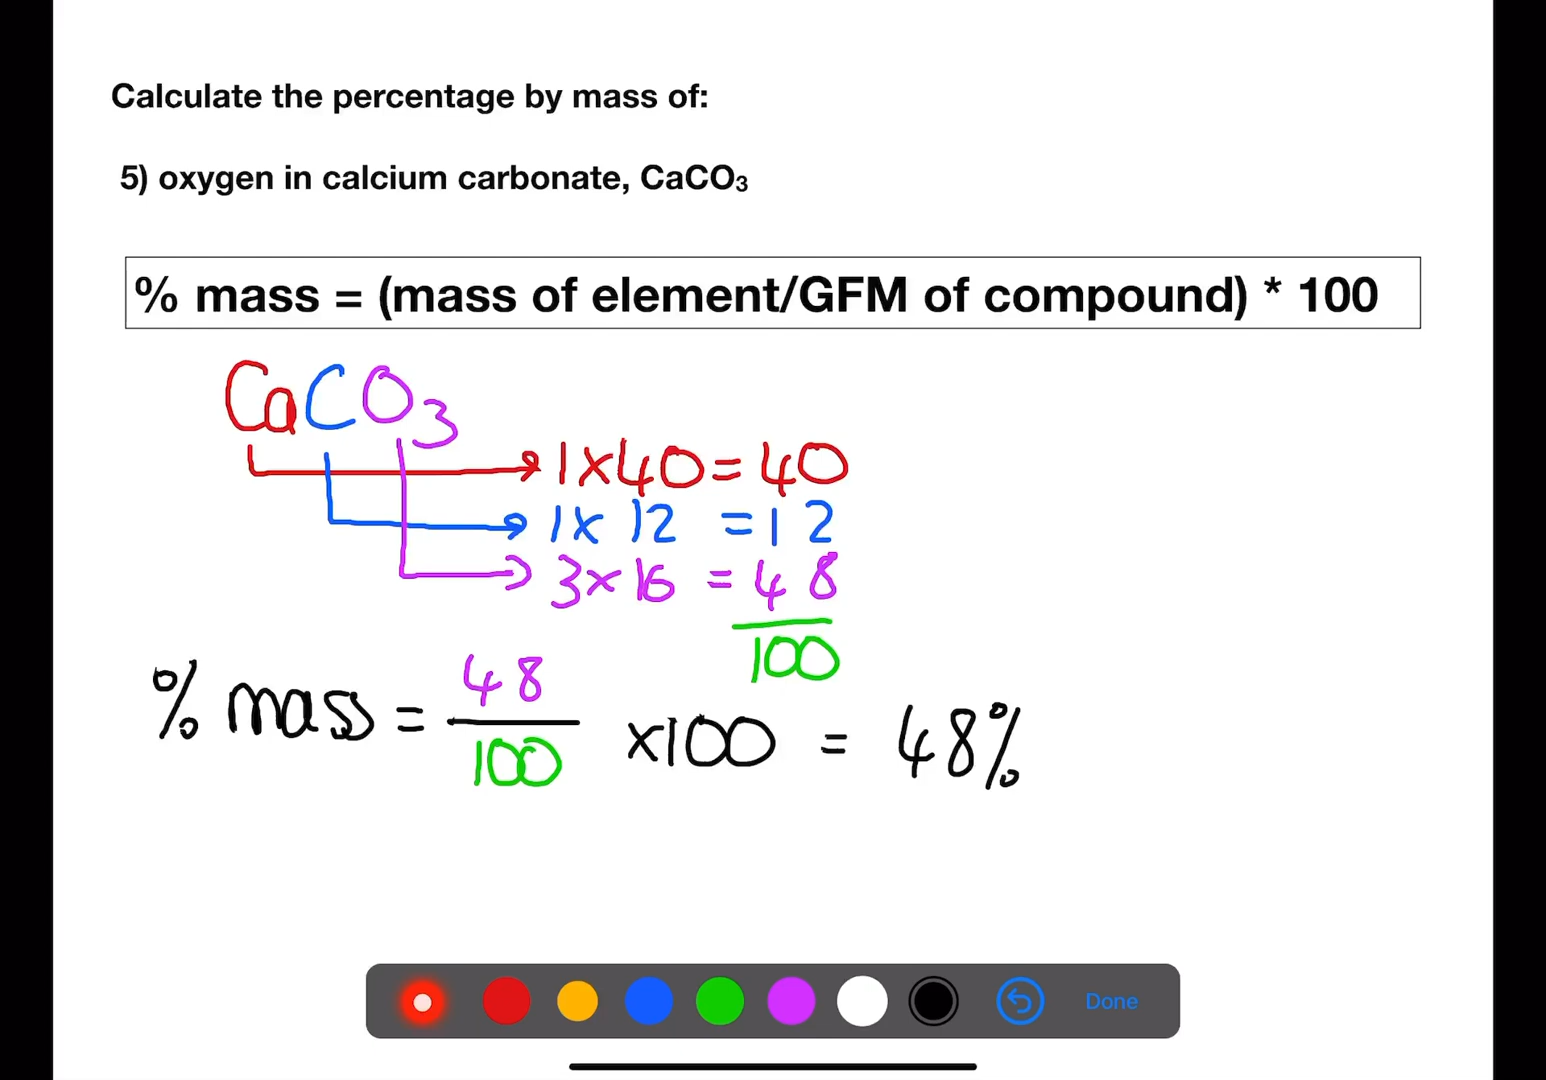 Calculate the percentage by mass of:
5) oxygen in calcium carbonate, CaCO₃
% mass = (mass of element/GFM of compound) * 100
CaCO₃
1x40=40
1x 12 =12
3x16 =48
100
% mass = 48/100 x100 = 48%
Done